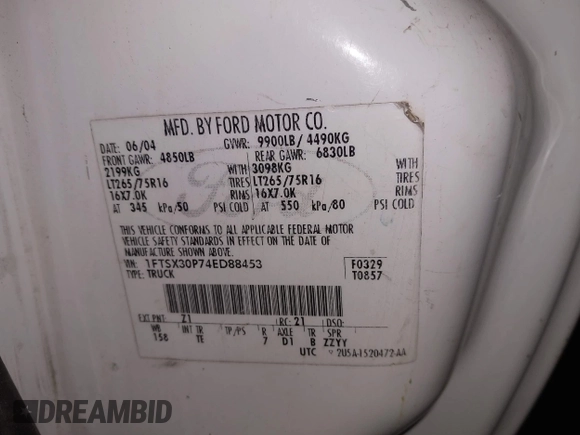 MFD. BY FORD MOTOR CO.
DATE: 06/04 GVWR: 9900LB/ 4490KG
FRONT GAWR: 4850LB REAR GAWR: 6830LB
2199KG WITH 3098KG WITH
LT265/75R16 TIRES LT265/75R16 TIRES
16X7.0K RIMS 16X7.0K RIMS
AT 345 kPa/50 PSI COLD AT 550 kPa/80 PSI COLD
Ford
THIS VEHICLE CONFORMS TO ALL APPLICABLE FEDERAL MOTOR
VEHICLE SAFETY STANDARDS IN EFFECT ON THE DATE OF
MANUFACTURE SHOWN ABOVE.
VIN: 1FTSX30P74ED88453 F0329
TYPE: TRUCK T0857
EXT PNT: Z1 RC: 21 DSO:
WB INT TR TP/PS R AXLE TR SPR
158 TE 7 D1 B ZZYY
UTC 2U5A-1520472-AA
DREAMBID